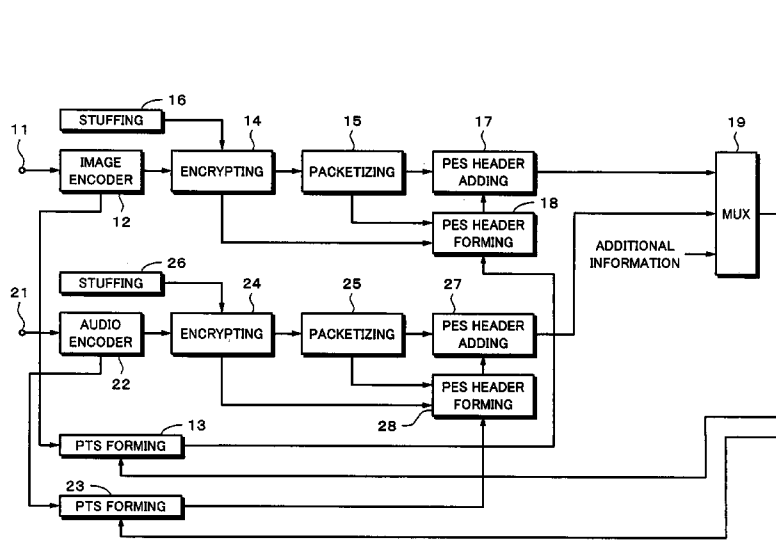 16
STUFFING
11
14
15
17
19
IMAGE
ENCODER
ENCRYPTING
PACKETIZING
PES HEADER
ADDING
12
18
PES HEADER
FORMING
MUX
ADDITIONAL
INFORMATION
26
STUFFING
21
24
25
27
AUDIO
ENCODER
ENCRYPTING
PACKETIZING
PES HEADER
ADDING
22
PES HEADER
FORMING
28
13
PTS FORMING
23
PTS FORMING